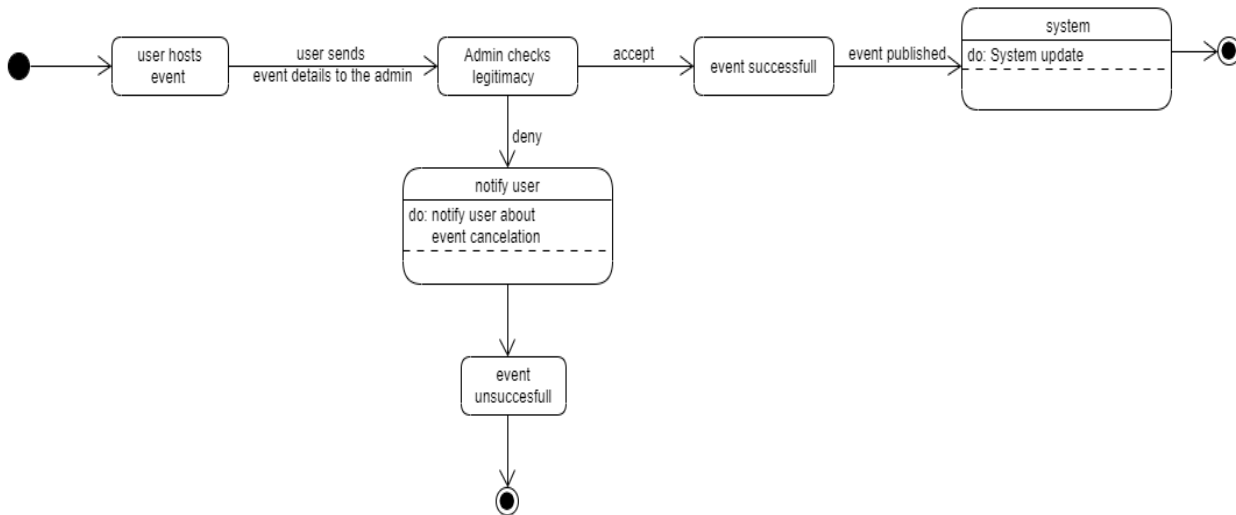 user hosts
event
user sends
event details to the admin
Admin checks
legitimacy
accept
event successfull
event published
system
do: System update
deny
notify user
do: notify user about
event cancelation
event
unsuccesfull